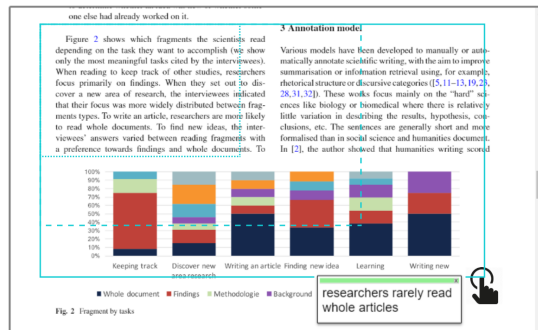 one else had already worked on it.
Figure 2 shows which fragments the scientists read
depending on the task they want to accomplish (we show
only the most meaningful tasks cited by the interviewees).
When reading to keep track of other studies, researchers
focus primarily on findings. When they set out to dis-
cover a new area of research, the interviewees indicated
that their focus was more widely distributed between frag-
ments types. To write an article, researchers are more likely
to read whole documents. To find new ideas, the inter-
viewees' answers varied between reading fragments with
a preference towards findings and whole documents. To
3 Annotation model
Various models have been developed to manually or auto-
matically annotate scientific writing, with the aim to improve
summarisation or information retrieval using, for example,
rhetorical structure or discursive categories ([5,11–13,19,23,
28,31,32]). These works focus mainly on the "hard" sci-
ences like biology or biomedical where there is relatively
little variation in describing the results, hypothesis, con-
clusions, etc. The sentences are generally short and more
formalised than in social science and humanities document.
In [2], the author showed that humanities writing scored
100%
90%
80%
70%
60%
50%
40%
30%
20%
10%
0%
Keeping track
Discover new
area research
Writing an article
Finding new idea
Learning
Writing new
Whole document
Findings
Methodologie
Background
Fig. 2 Fragment by tasks
x
researchers rarely read
whole articles